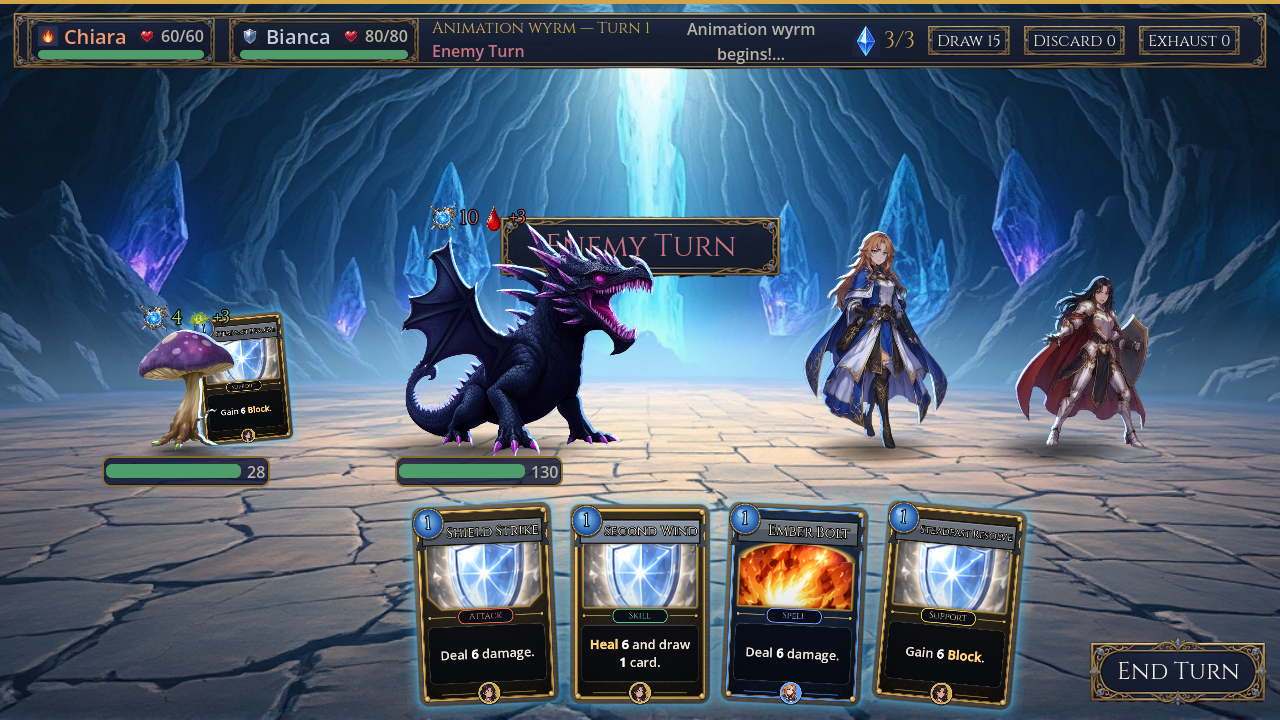 Chiara 60/60
Bianca 80/80
Animation wyrm — Turn 1
Enemy Turn
Animation wyrm
begins!...
3/3
Draw 15
Discard 0
Exhaust 0
10 +3
Enemy Turn
4 +3
Support
Gain 6 Block.
28
130
1
Shield Strike
Attack
Deal 6 damage.
1
Second Wind
Skill
Heal 6 and draw
1 card.
1
Ember Bolt
Spell
Deal 6 damage.
1
Steadfast Resolve
Support
Gain 6 Block.
End Turn